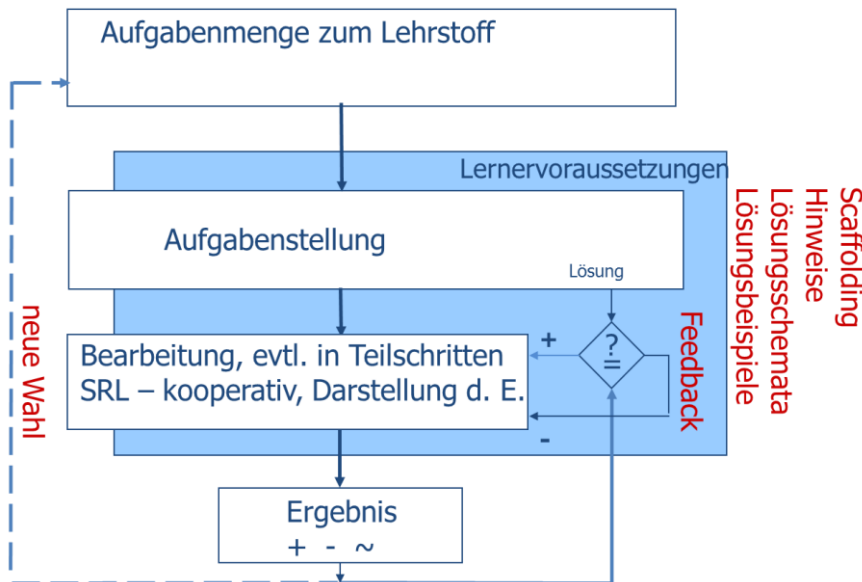 Aufgabenmenge zum Lehrstoff
Lernervoraussetzungen
Aufgabenstellung
Lösung
?
=
+
-
Bearbeitung, evtl. in Teilschritten
SRL – kooperativ, Darstellung d. E.
Ergebnis
+ - ~
neue Wahl
Feedback
Scaffolding
Hinweise
Lösungsschemata
Lösungsbeispiele